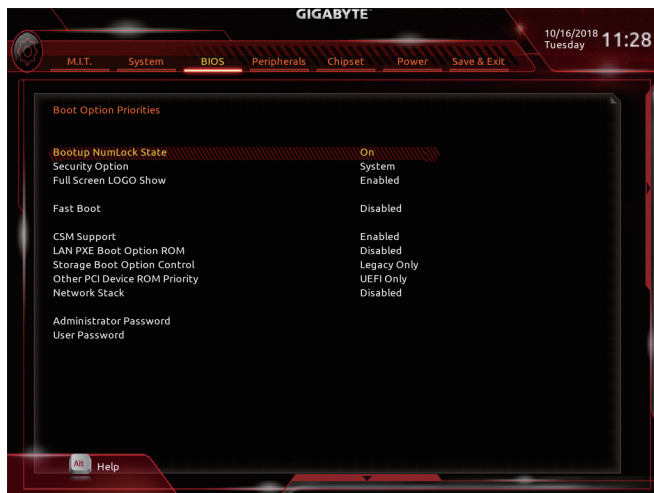 GIGABYTE
10/16/2018
Tuesday
11:28
M.I.T. System BIOS Peripherals Chipset Power Save & Exit
Boot Option Priorities
Bootup NumLock State On
Security Option System
Full Screen LOGO Show Enabled
Fast Boot Disabled
CSM Support Enabled
LAN PXE Boot Option ROM Disabled
Storage Boot Option Control Legacy Only
Other PCI Device ROM Priority UEFI Only
Network Stack Disabled
Administrator Password
User Password
Alt Help